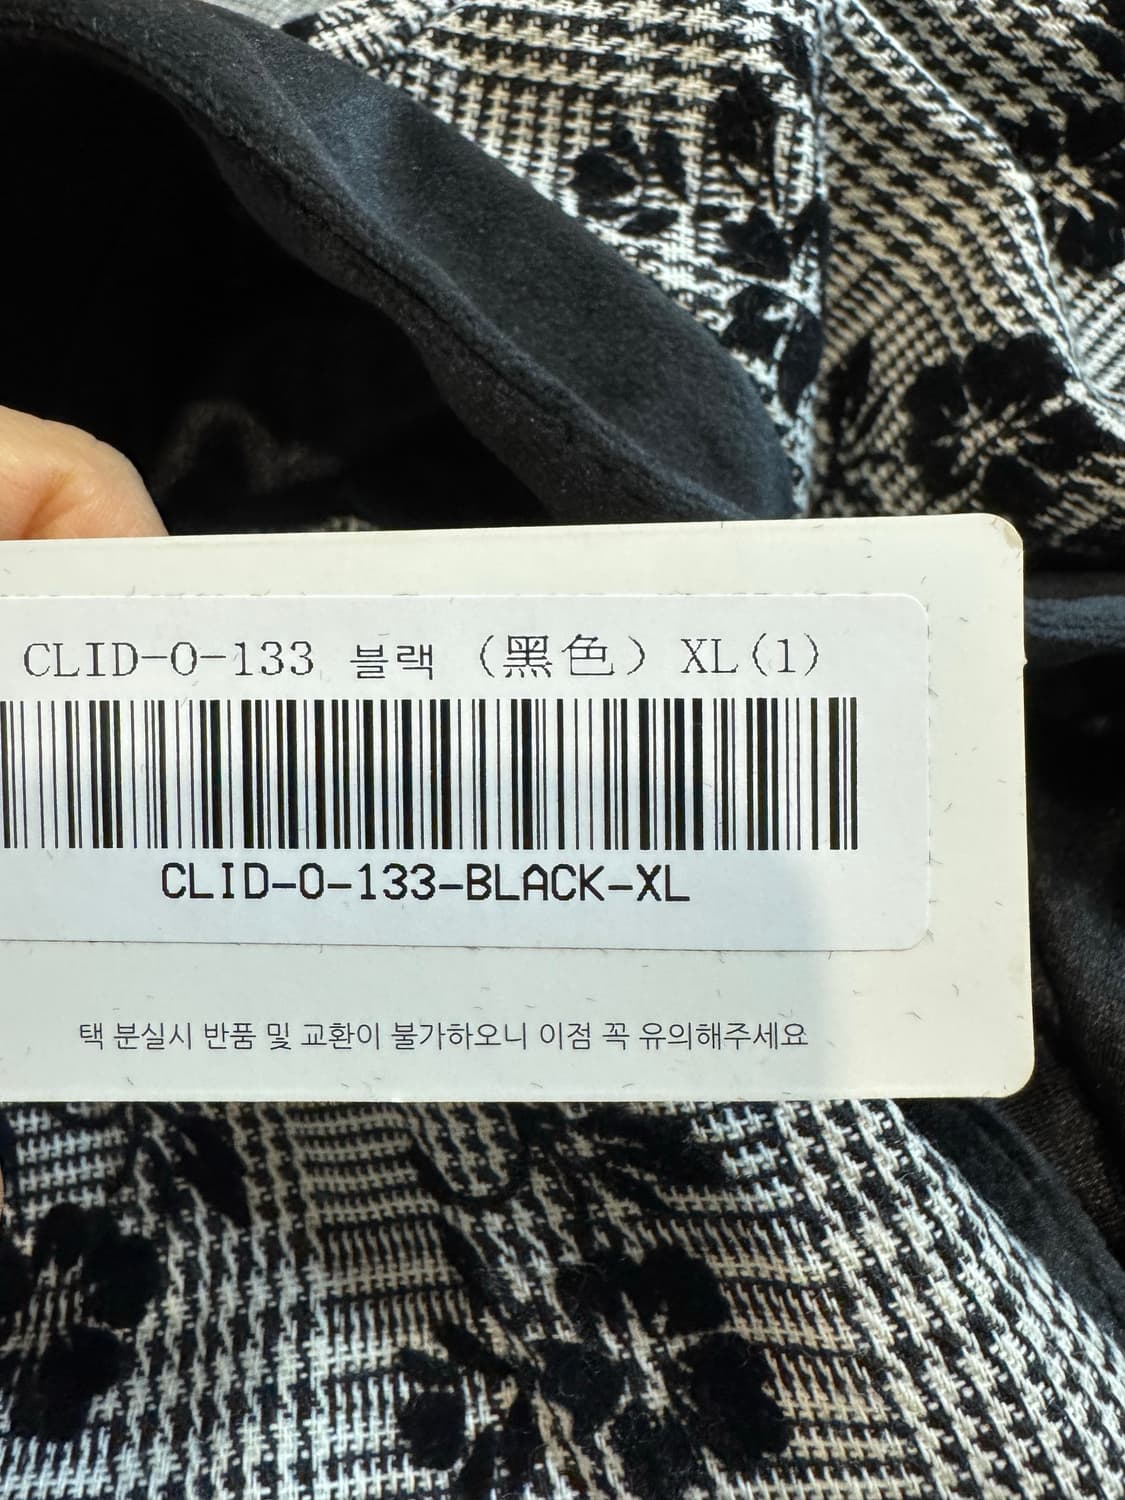 CLID-O-133 블랙 (黑色) XL(1)
CLID-O-133-BLACK-XL
택 분실시 반품 및 교환이 불가하오니 이점 꼭 유의해주세요